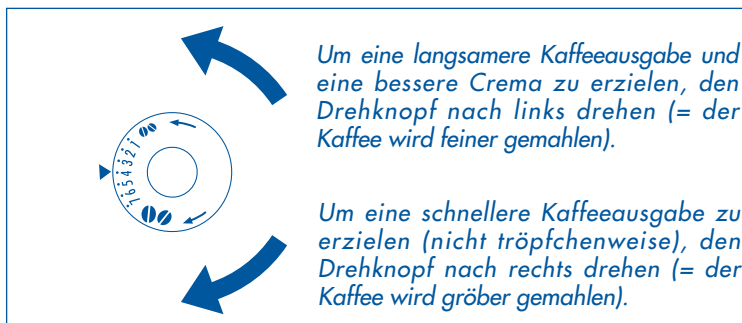 Um eine langsamere Kaffeeausgabe und
eine bessere Crema zu erzielen, den
Drehknopf nach links drehen (= der
Kaffee wird feiner gemahlen).
7654321
Um eine schnellere Kaffeeausgabe zu
erzielen (nicht tröpfchenweise), den
Drehknopf nach rechts drehen (= der
Kaffee wird gröber gemahlen).